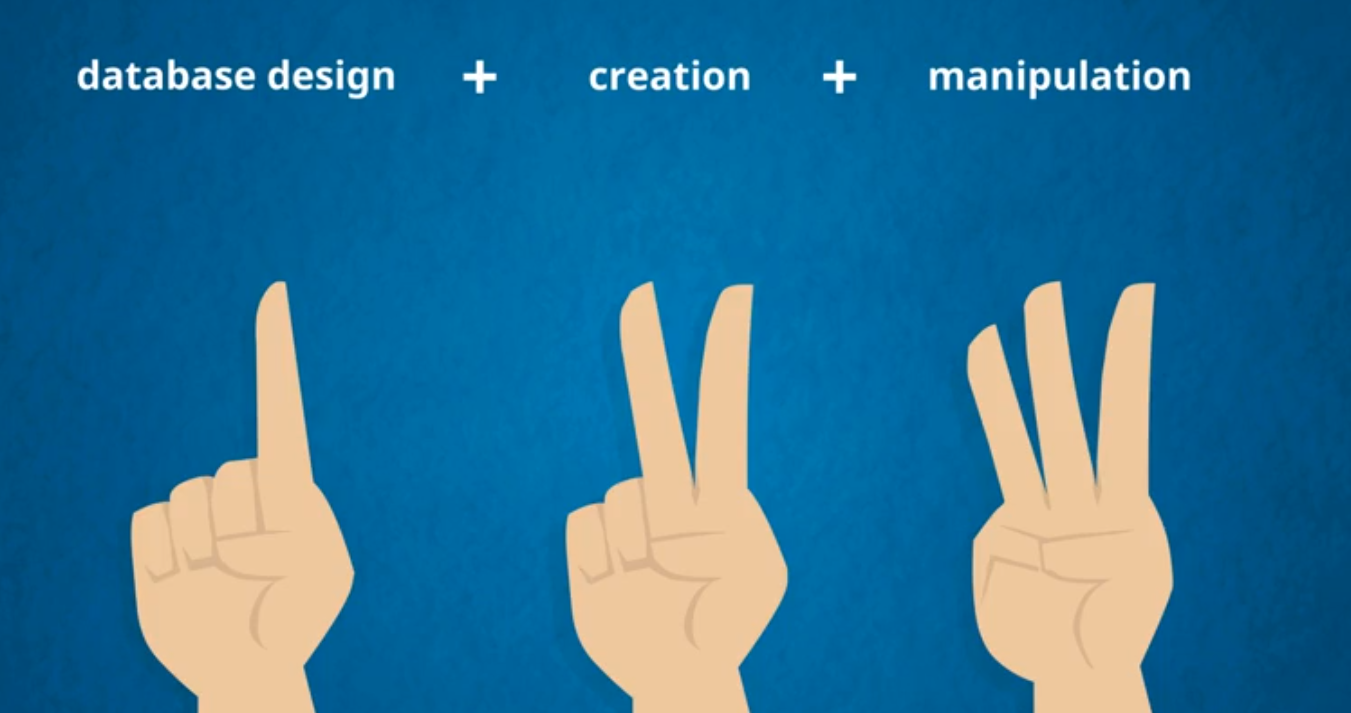 database design + creation + manipulation